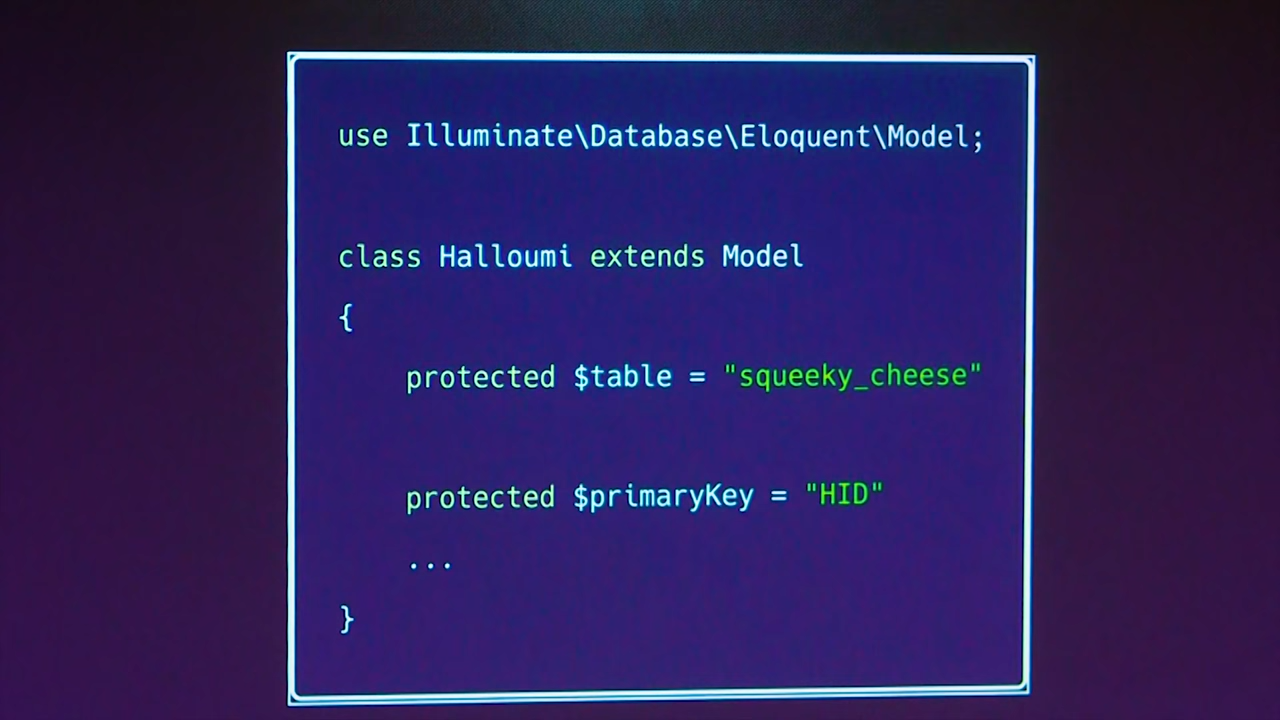 use Illuminate\Database\Eloquent\Model;
class Halloumi extends Model
{
protected $table = "squeeky_cheese"
protected $primaryKey = "HID"
...
}